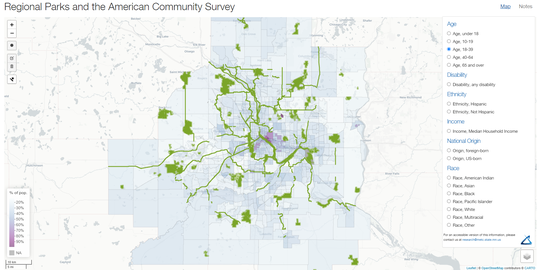 Regional Parks and the American Community Survey
Map
Notes
Age
Age, under 18
Age, 10-19
Age, 18-39
Age, 40-64
Age, 65 and over
Disability
Disability, any disability
Ethnicity
Ethnicity, Hispanic
Ethnicity, Not Hispanic
Income
Income, Median Household Income
National Origin
Origin, foreign-born
Origin, US-born
Race
Race, American Indian
Race, Asian
Race, Black
Race, Pacific Islander
Race, White
Race, Multiracial
Race, Other
For an accessible version of this information, please
contact us at
% of pop.
20%
30%
40%
50%
60%
70%
80%
90%
NA
Leaflet | © OpenStreetMap contributors © CARTO